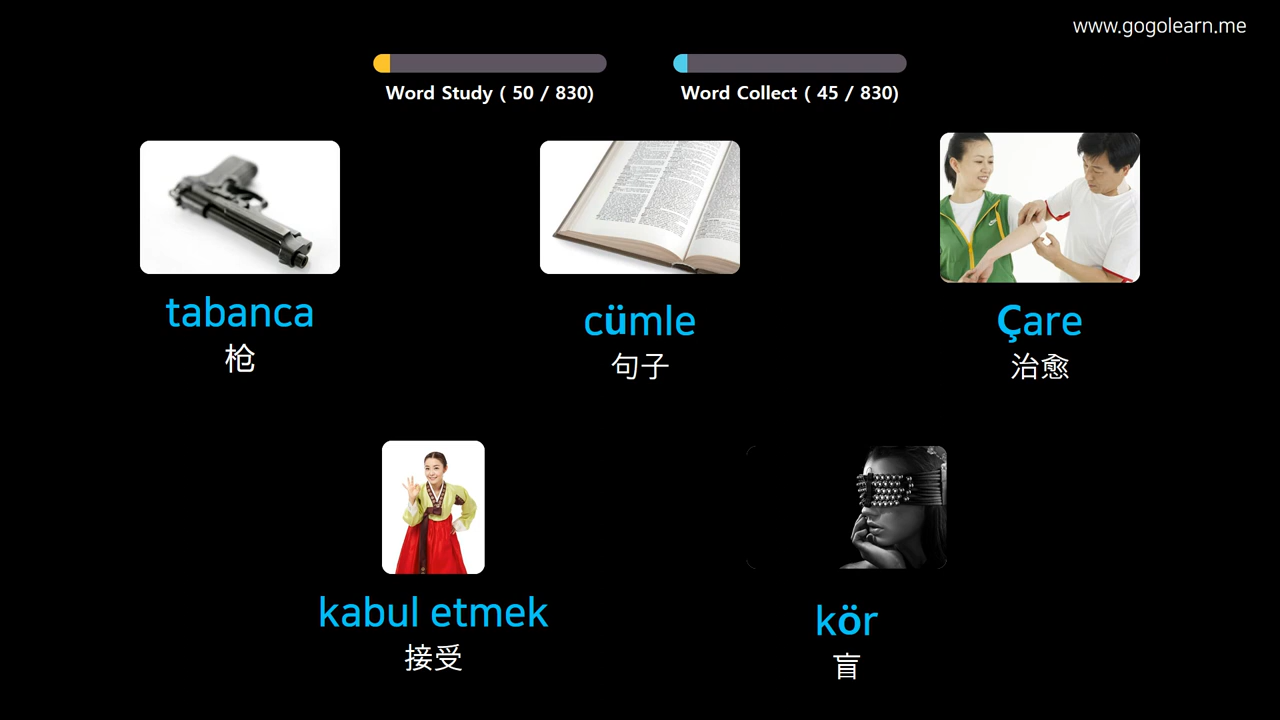 www.gogolearn.me
Word Study ( 50 / 830)
Word Collect ( 45 / 830)
tabanca
枪
cümle
句子
Çare
治愈
kabul etmek
接受
kör
盲